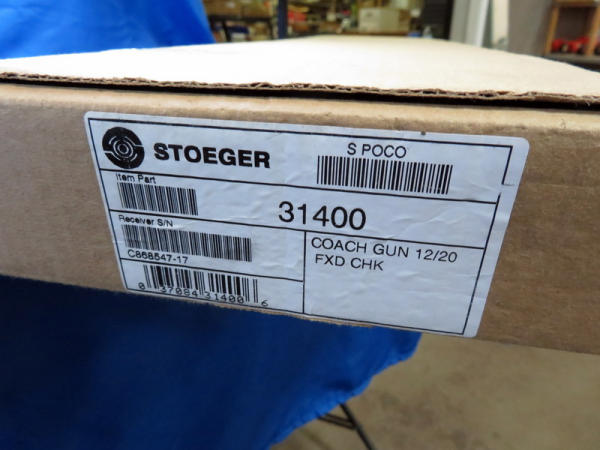 STOEGER
S POCO
Item Part
31400
Receiver S/N
C868547-17
COACH GUN 12/20
FXD CHK
0 37084 31400 6